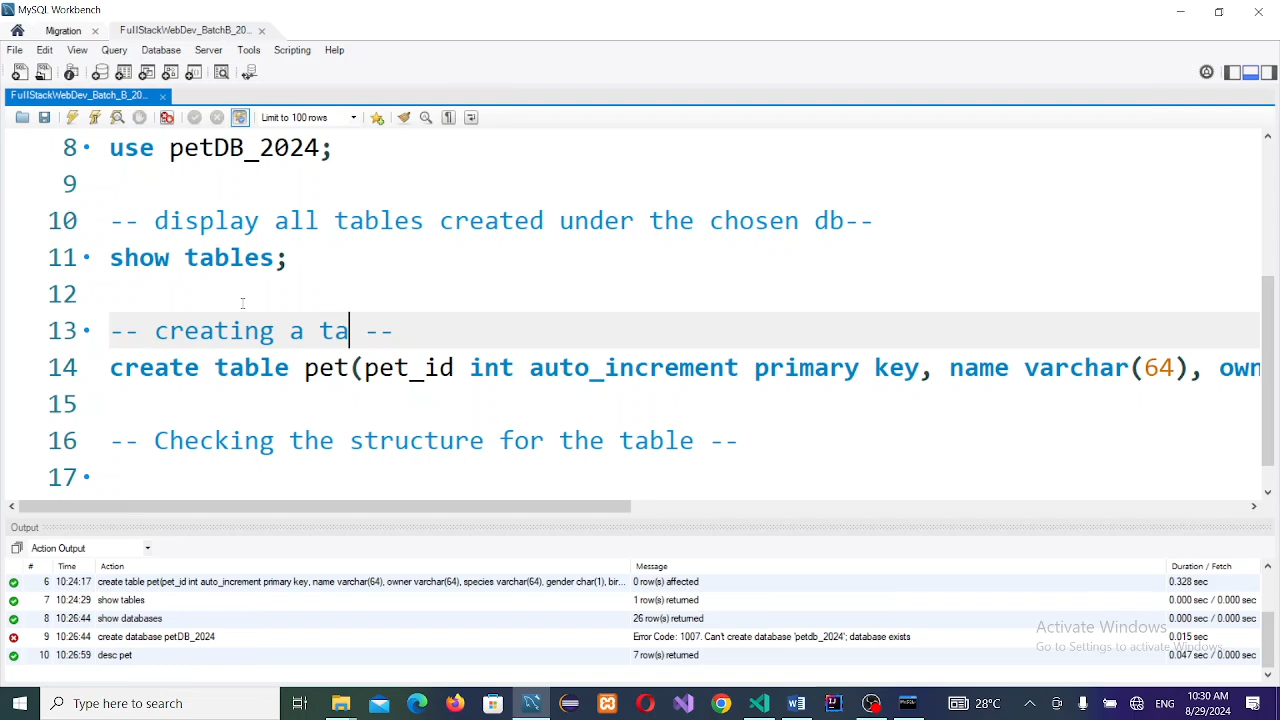 MySQL Workbench
Migration
FullStackWebDev_BatchB_20...
File Edit View Query Database Server Tools Scripting Help
FullStackWebDev_Batch_B_20...
Limit to 100 rows
8 use petDB_2024;
9
10 -- display all tables created under the chosen db--
11 show tables;
12
13 -- creating a ta --
14 create table pet(pet_id int auto_increment primary key, name varchar(64), own
15
16 -- Checking the structure for the table --
17
Output
Action Output
# Time Action Message Duration / Fetch
6 10:24:17 create table pet(pet_id int auto_increment primary key, name varchar(64), owner varchar(64), species varchar(64), gender char(1), bir... 0 row(s) affected 0.328 sec
7 10:24:29 show tables 1 row(s) returned 0.000 sec / 0.000 sec
8 10:26:44 show databases 26 row(s) returned 0.000 sec / 0.000 sec
9 10:26:44 create database petDB_2024 Error Code: 1007. Can't create database 'petdb_2024'; database exists 0.015 sec
10 10:26:59 desc pet 7 row(s) returned 0.047 sec / 0.000 sec
Activate Windows
Go to Settings to activate Windows.
Type here to search
28°C
ENG
10:30 AM
8/29/2024